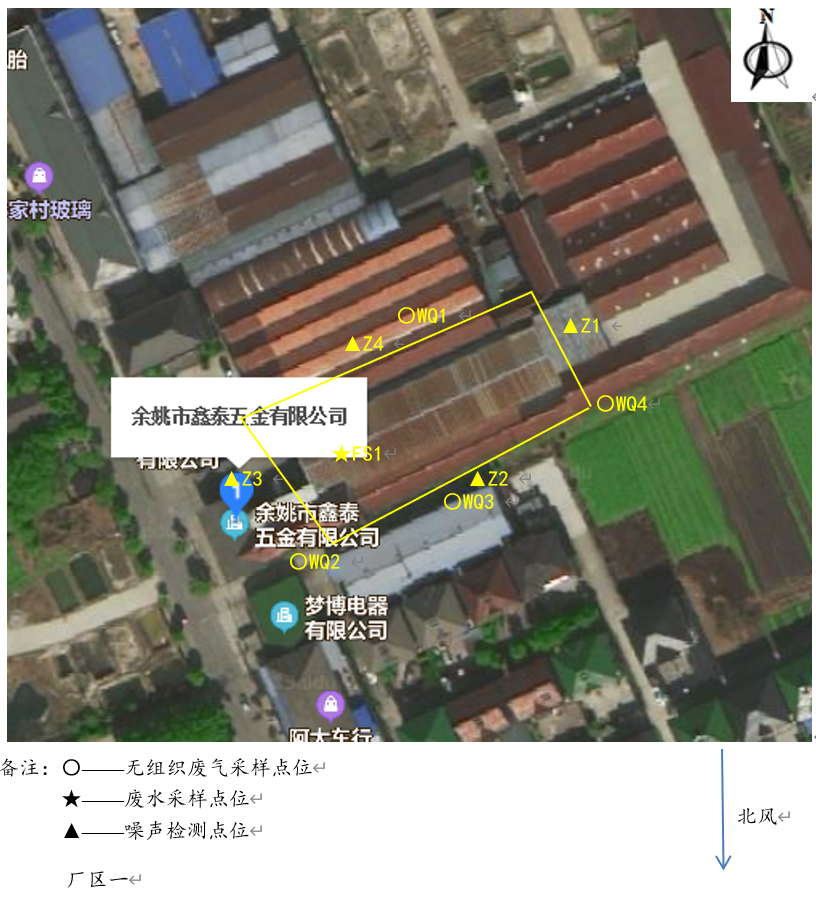 N
胎
家村玻璃
WQ1
Z1
Z4
WQ4
余姚市鑫泰五金有限公司
有限公司
FS1
Z3
Z2
WQ3
余姚市鑫泰
五金有限公司
WQ2
梦博电器
有限公司
阿大车行
备注：○——无组织废气采样点位
★——废水采样点位
▲——噪声检测点位
北风
厂区一